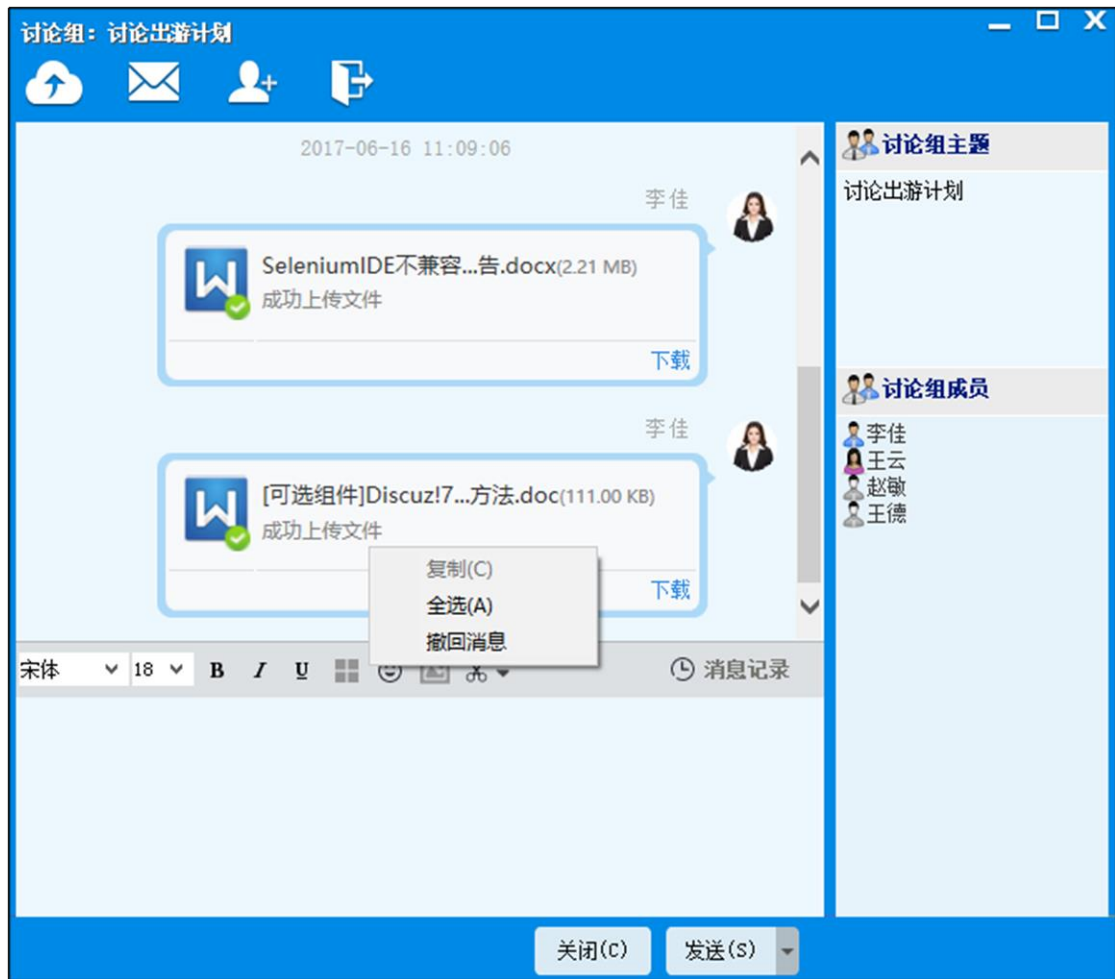 讨论组：讨论出游计划
2017-06-16 11:09:06
李佳
SeleniumIDE不兼容...告.docx(2.21 MB)
成功上传文件
下载
李佳
[可选组件]Discuz!7...方法.doc(111.00 KB)
成功上传文件
下载
复制(C)
全选(A)
撤回消息
宋体 18 B I U 消息记录
关闭(C) 发送(S)
讨论组主题
讨论出游计划
讨论组成员
李佳
王云
赵敏
王德